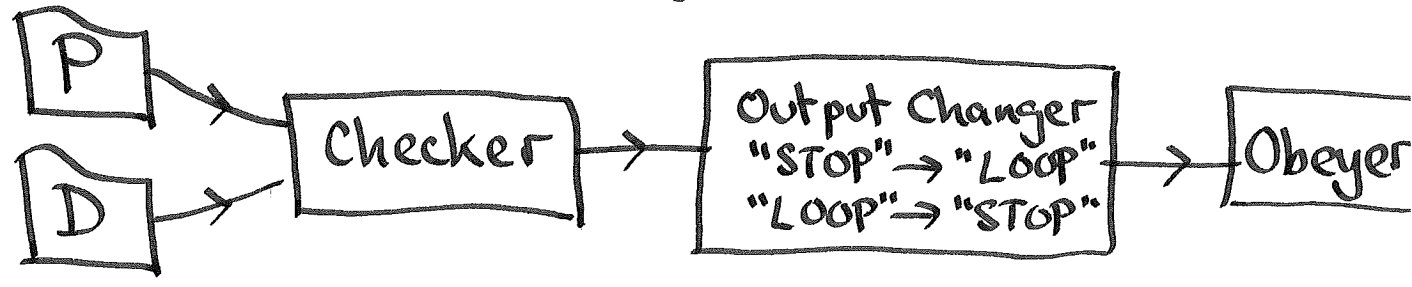 P
D
Checker
Output Changer
"STOP" → "LOOP"
"LOOP" → "STOP"
Obeyer